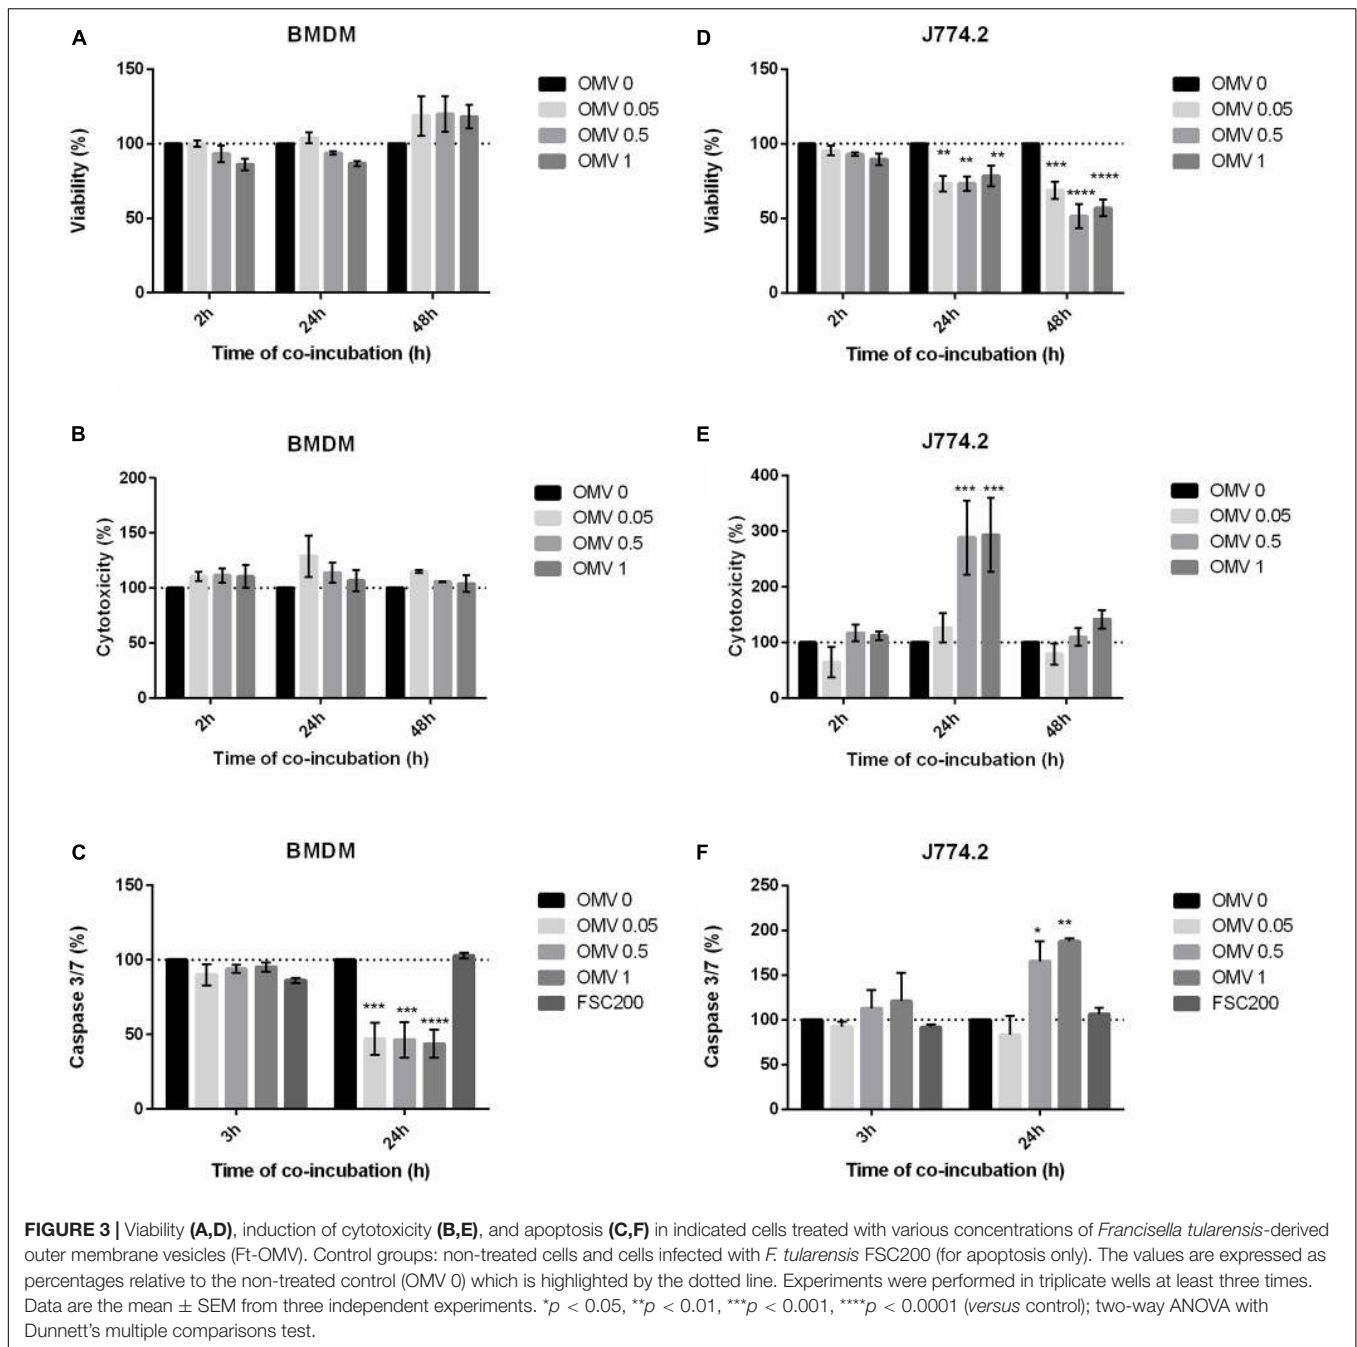 A
BMDM
150
100
50
0
Viability (%)
2h
24h
48h
Time of co-incubation (h)
OMV 0
OMV 0.05
OMV 0.5
OMV 1
D
J774.2
150
100
50
0
Viability (%)
** ** **
*** **** ****
2h
24h
48h
Time of co-incubation (h)
OMV 0
OMV 0.05
OMV 0.5
OMV 1
B
BMDM
200
150
100
50
0
Cytotoxicity (%)
2h
24h
48h
Time of co-incubation (h)
OMV 0
OMV 0.05
OMV 0.5
OMV 1
E
J774.2
400
300
200
100
0
Cytotoxicity (%)
*** ***
2h
24h
48h
Time of co-incubation (h)
OMV 0
OMV 0.05
OMV 0.5
OMV 1
C
BMDM
150
100
50
0
Caspase 3/7 (%)
*** *** ****
3h
24h
Time of co-incubation (h)
OMV 0
OMV 0.05
OMV 0.5
OMV 1
FSC200
F
J774.2
250
200
150
100
50
0
Caspase 3/7 (%)
* **
3h
24h
Time of co-incubation (h)
OMV 0
OMV 0.05
OMV 0.5
OMV 1
FSC200
FIGURE 3 | Viability (A,D), induction of cytotoxicity (B,E), and apoptosis (C,F) in indicated cells treated with various concentrations of Francisella tularensis-derived
outer membrane vesicles (Ft-OMV). Control groups: non-treated cells and cells infected with F. tularensis FSC200 (for apoptosis only). The values are expressed as
percentages relative to the non-treated control (OMV 0) which is highlighted by the dotted line. Experiments were performed in triplicate wells at least three times.
Data are the mean ± SEM from three independent experiments. *p < 0.05, **p < 0.01, ***p < 0.001, ****p < 0.0001 (versus control); two-way ANOVA with
Dunnett's multiple comparisons test.